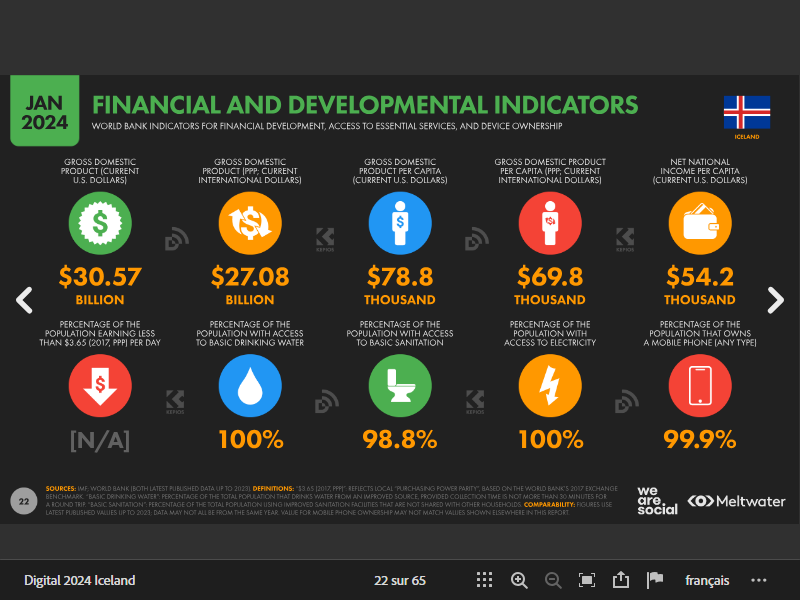 JAN
2024
FINANCIAL AND DEVELOPMENTAL INDICATORS
WORLD BANK INDICATORS FOR FINANCIAL DEVELOPMENT, ACCESS TO ESSENTIAL SERVICES, AND DEVICE OWNERSHIP
ICELAND
GROSS DOMESTIC
PRODUCT (CURRENT
U.S. DOLLARS)
GROSS DOMESTIC
PRODUCT (PPP; CURRENT
INTERNATIONAL DOLLARS)
GROSS DOMESTIC
PRODUCT PER CAPITA
(CURRENT U.S. DOLLARS)
GROSS DOMESTIC PRODUCT
PER CAPITA (PPP; CURRENT
INTERNATIONAL DOLLARS)
NET NATIONAL
INCOME PER CAPITA
(CURRENT U.S. DOLLARS)
$30.57
BILLION
$27.08
BILLION
$78.8
THOUSAND
$69.8
THOUSAND
$54.2
THOUSAND
KEPIOS
KEPIOS
PERCENTAGE OF THE
POPULATION EARNING LESS
THAN $3.65 (2017, PPP) PER DAY
PERCENTAGE OF THE
POPULATION WITH ACCESS
TO BASIC DRINKING WATER
PERCENTAGE OF THE
POPULATION WITH ACCESS
TO BASIC SANITATION
PERCENTAGE OF THE
POPULATION WITH
ACCESS TO ELECTRICITY
PERCENTAGE OF THE
POPULATION THAT OWNS
A MOBILE PHONE (ANY TYPE)
[N/A]
100%
98.8%
100%
99.9%
KEPIOS
KEPIOS
22
SOURCES: IMF; WORLD BANK (BOTH LATEST PUBLISHED DATA UP TO 2023). DEFINITIONS: "$3.65 (2017, PPP)": REFLECTS LOCAL "PURCHASING POWER PARITY", BASED ON THE WORLD BANK'S 2017 EXCHANGE
BENCHMARK. "BASIC DRINKING WATER": PERCENTAGE OF THE TOTAL POPULATION THAT DRINKS WATER FROM AN IMPROVED SOURCE, PROVIDED COLLECTION TIME IS NOT MORE THAN 30 MINUTES FOR
A ROUND TRIP. "BASIC SANITATION": PERCENTAGE OF THE TOTAL POPULATION USING IMPROVED SANITATION FACILITIES THAT ARE NOT SHARED WITH OTHER HOUSEHOLDS. COMPARABILITY: FIGURES USE
LATEST PUBLISHED VALUES UP TO 2023; DATA MAY NOT ALL BE FROM THE SAME YEAR. VALUE FOR MOBILE PHONE OWNERSHIP MAY NOT MATCH VALUES SHOWN ELSEWHERE IN THIS REPORT.
we
are.
social
Meltwater
Digital 2024 Iceland
22 sur 65
français